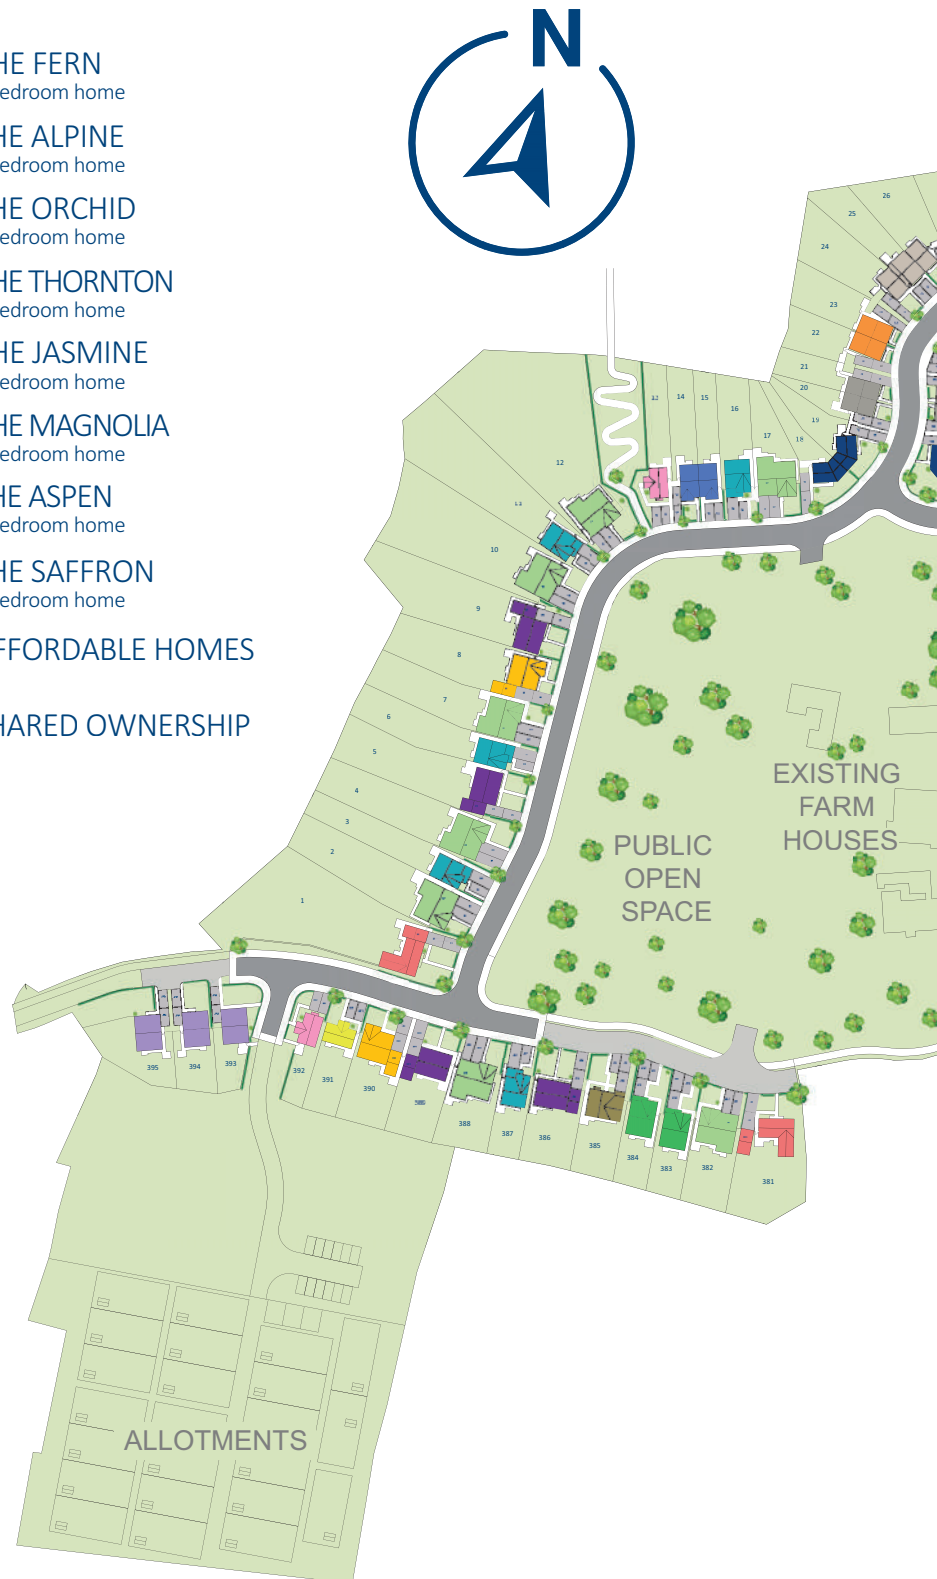 N
HE FERN
edroom home
HE ALPINE
edroom home
HE ORCHID
edroom home
HE THORNTON
edroom home
HE JASMINE
edroom home
HE MAGNOLIA
edroom home
HE ASPEN
edroom home
HE SAFFRON
edroom home
FFORDABLE HOMES
HARED OWNERSHIP
26
25
24
23
22
21
20
19
18
17
16
15
14
12
10
9
8
7
6
5
4
3
2
1
EXISTING
FARM
HOUSES
PUBLIC
OPEN
SPACE
395
394
393
392
391
390
388
387
386
385
384
383
382
381
ALLOTMENTS